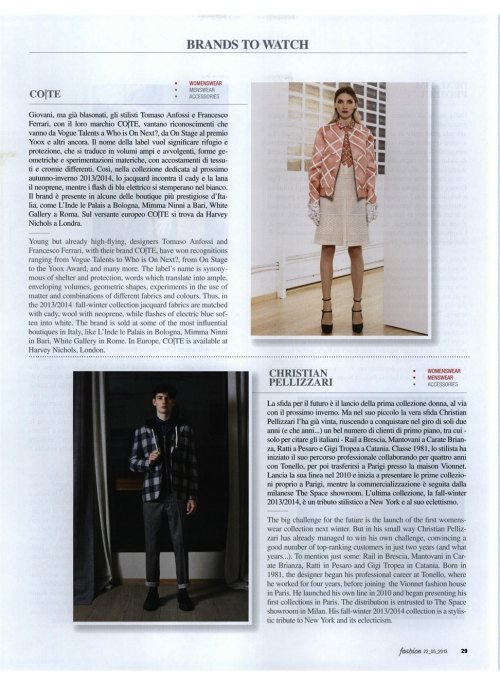 BRANDS TO WATCH
CO|TE
• WOMENSWEAR
• MENSWEAR
• ACCESSORIES
Giovani, ma già blasonati, gli stilisti Tomaso Anfossi e Francesco
Ferrari, con il loro marchio CO|TE, vantano riconoscimenti che
vanno da Vogue Talents a Who is On Next?, da On Stage al premio
Yoox e altri ancora. Il nome della label vuol significare rifugio e
protezione, che si traduce in volumi ampi e avvolgenti, forme ge-
ometriche e sperimentazioni materiche, con accostamenti di tessu-
ti e cromie differenti. Così, nella collezione dedicata al prossimo
autunno-inverno 2013/2014, lo jacquard incontra il cady e la lana
il neoprene, mentre i flash di blu elettrico si stemperano nel bianco.
Il brand è presente in alcune delle boutique più prestigiose d'Ita-
lia, come L'Inde le Palais a Bologna, Mimma Ninni a Bari, White
Gallery a Roma. Sul versante europeo CO|TE si trova da Harvey
Nichols a Londra.
Young but already high-flying, designers Tomaso Anfossi and
Francesco Ferrari, with their brand CO|TE, have won recognitions
ranging from Vogue Talents to Who is On Next?, from On Stage
to the Yoox Award, and many more. The label's name is synony-
mous of shelter and protection, words which translate into ample,
enveloping volumes, geometric shapes, experiments in the use of
matter and combinations of different fabrics and colours. Thus, in
the 2013/2014 fall-winter collection jacquard fabrics are matched
with cady, wool with neoprene, while flashes of electric blue sof-
ten into white. The brand is sold at some of the most influential
boutiques in Italy, like L'Inde le Palais in Bologna, Mimma Ninni
in Bari, White Gallery in Rome. In Europe, CO|TE is available at
Harvey Nichols, London.
CHRISTIAN
PELLIZZARI
• WOMENSWEAR
• MENSWEAR
• ACCESSORIES
La sfida per il futuro è il lancio della prima collezione donna, al via
con il prossimo inverno. Ma nel suo piccolo la vera sfida Christian
Pellizzari l'ha già vinta, riuscendo a conquistare nel giro di soli due
anni (e che anni...) un bel numero di clienti di primo piano, tra cui -
solo per citare gli italiani - Rail a Brescia, Mantovani a Carate Brian-
za, Ratti a Pesaro e Gigi Tropea a Catania. Classe 1981, lo stilista ha
iniziato il suo percorso professionale collaborando per quattro anni
con Tonello, per poi trasferirsi a Parigi presso la maison Vionnet.
Lancia la sua linea nel 2010 e inizia a presentare le prime collezio-
ni proprio a Parigi, mentre la commercializzazione è seguita dalla
milanese The Space showroom. L'ultima collezione, la fall-winter
2013/2014, è un tributo stilistico a New York e al suo eclettismo.
The big challenge for the future is the launch of the first womens-
wear collection next winter. But in his small way Christian Pelliz-
zari has already managed to win his own challenge, convincing a
good number of top-ranking customers in just two years (and what
years...). To mention just some: Rail in Brescia, Mantovani in Car-
ate Brianza, Ratti in Pesaro and Gigi Tropea in Catania. Born in
1981, the designer began his professional career at Tonello, where
he worked for four years, before joining the Vionnet fashion house
in Paris. He launched his own line in 2010 and began presenting his
first collections in Paris. The distribution is entrusted to The Space
showroom in Milan. His fall-winter 2013/2014 collection is a stylis-
tic tribute to New York and its eclecticism.
fashion 22_05_2013 29